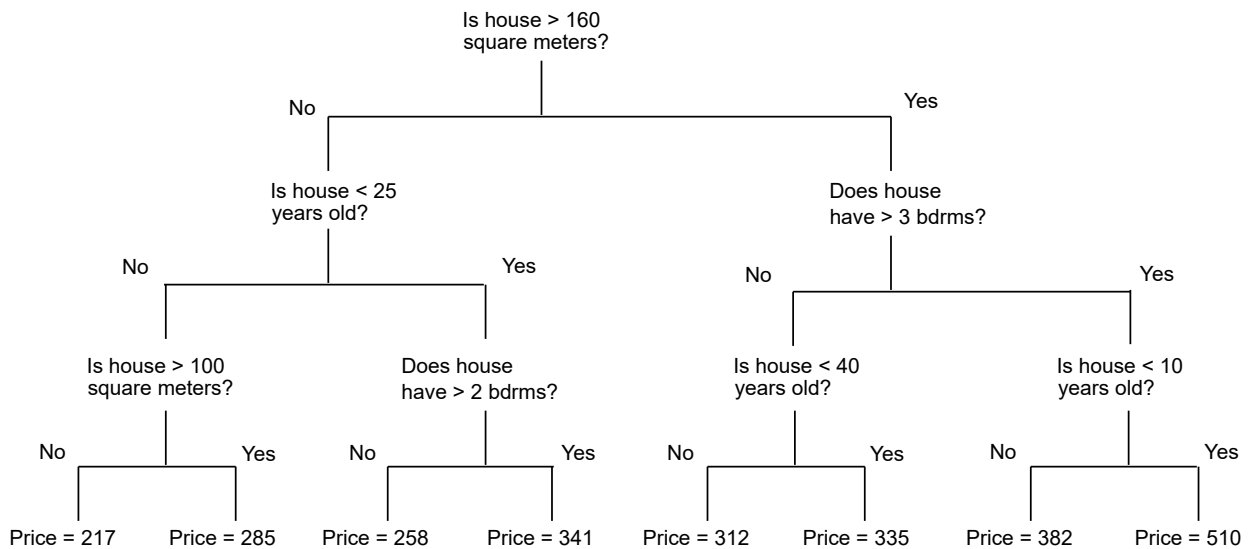 Is house > 160
square meters?
No
Yes
Is house < 25
years old?
Does house
have > 3 bdrms?
No
Yes
No
Yes
Is house > 100
square meters?
Does house
have > 2 bdrms?
Is house < 40
years old?
Is house < 10
years old?
No
Yes
No
Yes
No
Yes
No
Yes
Price = 217
Price = 285
Price = 258
Price = 341
Price = 312
Price = 335
Price = 382
Price = 510